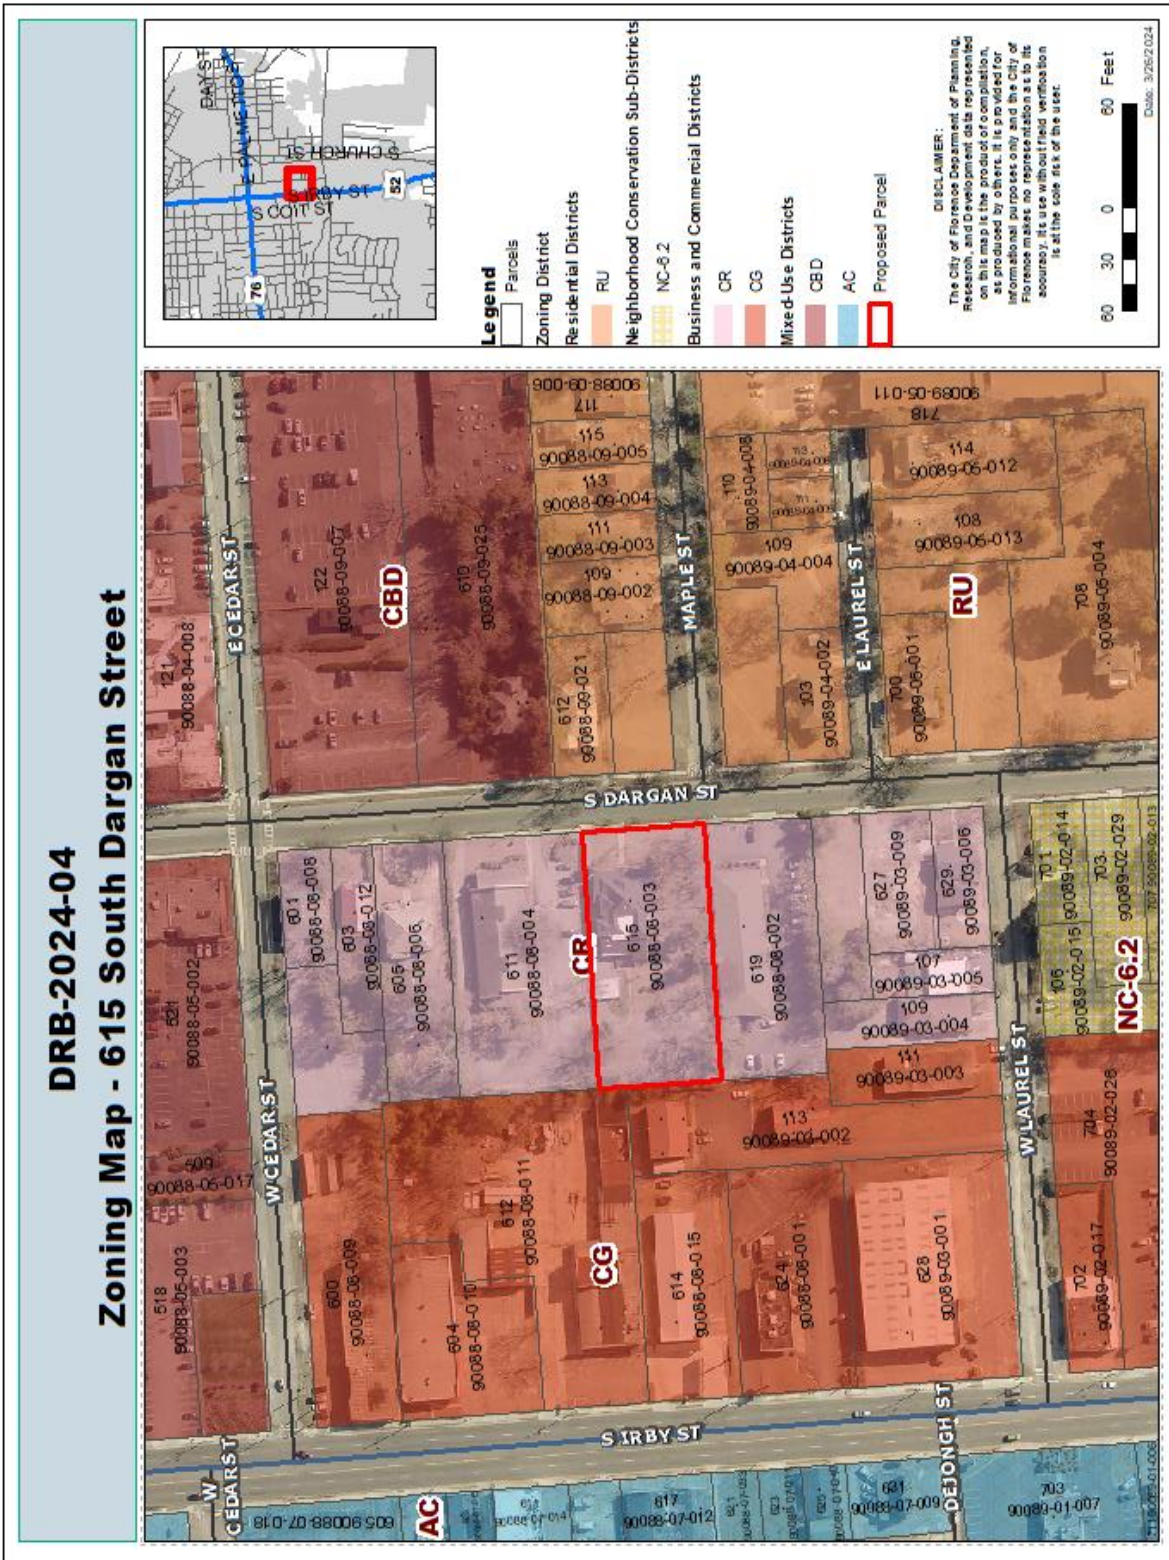 DRB-2024-04
Zoning Map - 615 South Dargan Street
E CEDAR ST
W CEDAR ST
W
CEDAR ST
S DARGAN ST
MAPLE ST
E LAUREL ST
W LAUREL ST
S IRBY ST
DEJONGH ST
CBD
CR
CG
RU
NC-6.2
AC
121
90088-04-008
122
90088-09-007
610
90088-09-025
117
90088-09-006
115
90088-09-005
113
90088-09-004
111
90088-09-003
109
90088-09-002
612
90088-09-021
110
90089-04-008
109
90089-04-004
103
90089-04-002
718
90089-05-011
114
90089-05-012
108
90089-05-013
708
90089-05-004
700
90089-05-001
521
90088-05-002
509
90088-05-017
518
90088-05-003
601
90088-08-008
603
90088-08-012
605
90088-08-006
611
90088-08-004
615
90088-08-003
619
90088-08-002
627
90089-03-009
629
90089-03-006
107
90089-03-005
109
90089-03-004
111
90089-03-003
113
90089-03-002
600
90088-08-009
604
90088-08-010
612
90088-08-011
614
90088-08-015
624
90088-08-001
628
90089-03-001
701
90089-02-014
703
90089-02-029
106
90089-02-015
704
90089-02-028
702
90089-02-017
605 90088-07-018
617
90088-07-012
631
90088-07-009
703
90089-01-007
DAY ST
E PALMETTO ST
S CHURCH ST
S IRBY ST
S COIT ST
76
52
Legend
Parcels
Zoning District
Residential Districts
RU
Neighborhood Conservation Sub-Districts
NC-6.2
Business and Commercial Districts
CR
CG
Mixed-Use Districts
CBD
AC
Proposed Parcel
DISCLAIMER:
The City of Florence Department of Planning,
Research, and Development data represented
on this map is the product of compilation,
as produced by others. It is provided for
informational purposes only and the City of
Florence makes no representation as to its
accuracy. Its use without field verification
is at the sole risk of the user.
60 30 0 60 Feet
Date: 3/26/2024